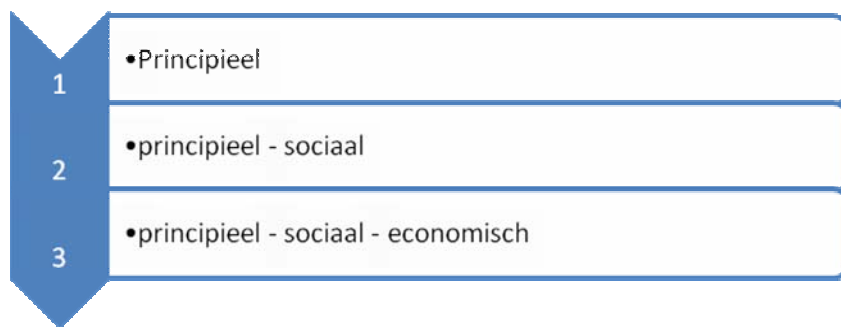 1
•Principieel
2
•principieel - sociaal
3
•principieel - sociaal - economisch